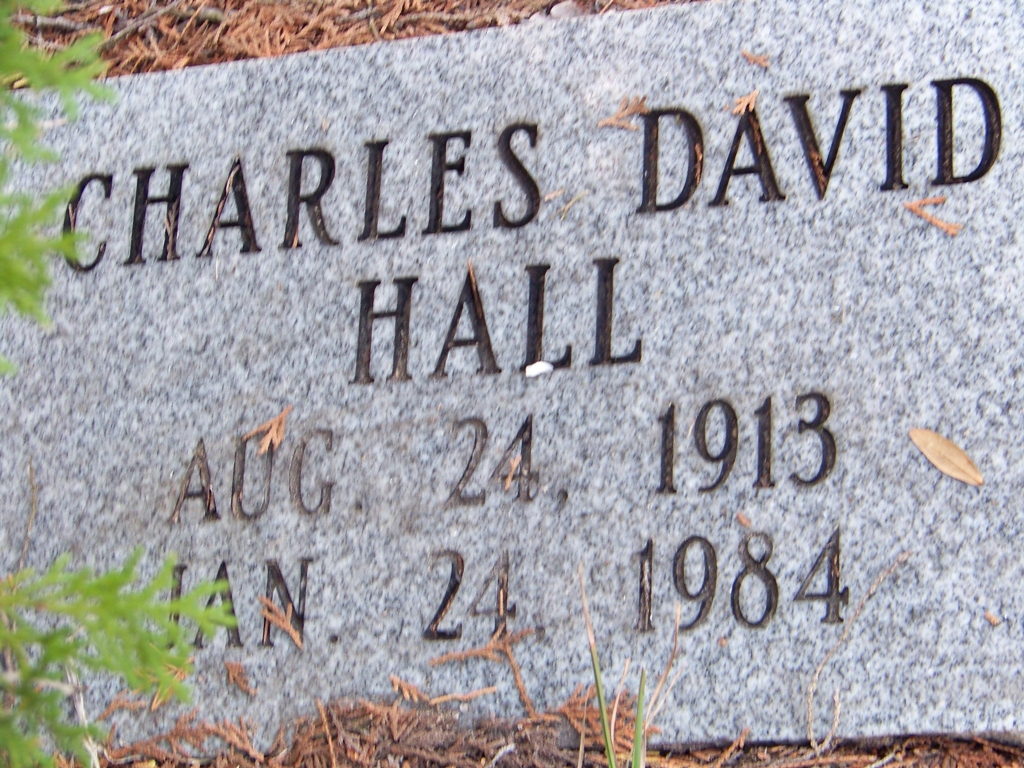 CHARLES DAVID
HALL
AUG. 24, 1913
JAN. 24, 1984